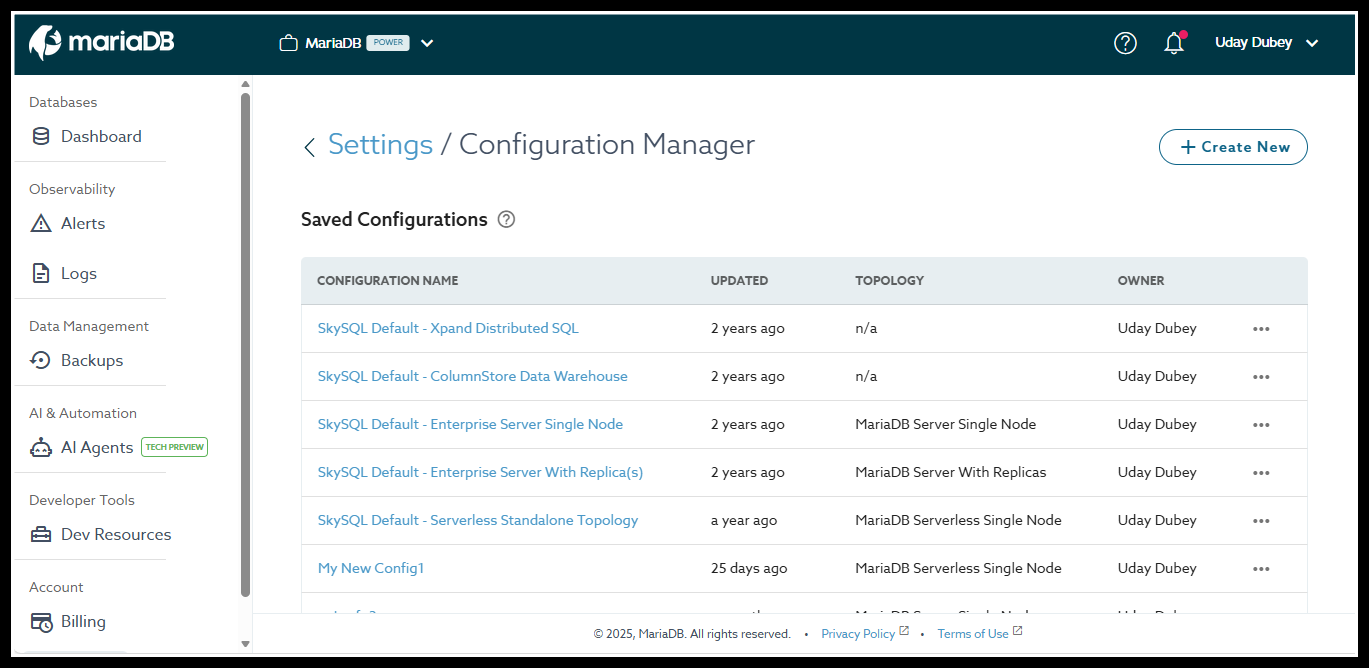 mariaDB
MariaDB POWER
Uday Dubey
Databases
Dashboard
Observability
Alerts
Logs
Data Management
Backups
AI & Automation
AI Agents TECH PREVIEW
Developer Tools
Dev Resources
Account
Billing
Settings / Configuration Manager
+ Create New
Saved Configurations
CONFIGURATION NAME UPDATED TOPOLOGY OWNER
SkySQL Default - Xpand Distributed SQL 2 years ago n/a Uday Dubey
SkySQL Default - ColumnStore Data Warehouse 2 years ago n/a Uday Dubey
SkySQL Default - Enterprise Server Single Node 2 years ago MariaDB Server Single Node Uday Dubey
SkySQL Default - Enterprise Server With Replica(s) 2 years ago MariaDB Server With Replicas Uday Dubey
SkySQL Default - Serverless Standalone Topology a year ago MariaDB Serverless Single Node Uday Dubey
My New Config1 25 days ago MariaDB Serverless Single Node Uday Dubey
© 2025, MariaDB. All rights reserved. • Privacy Policy • Terms of Use